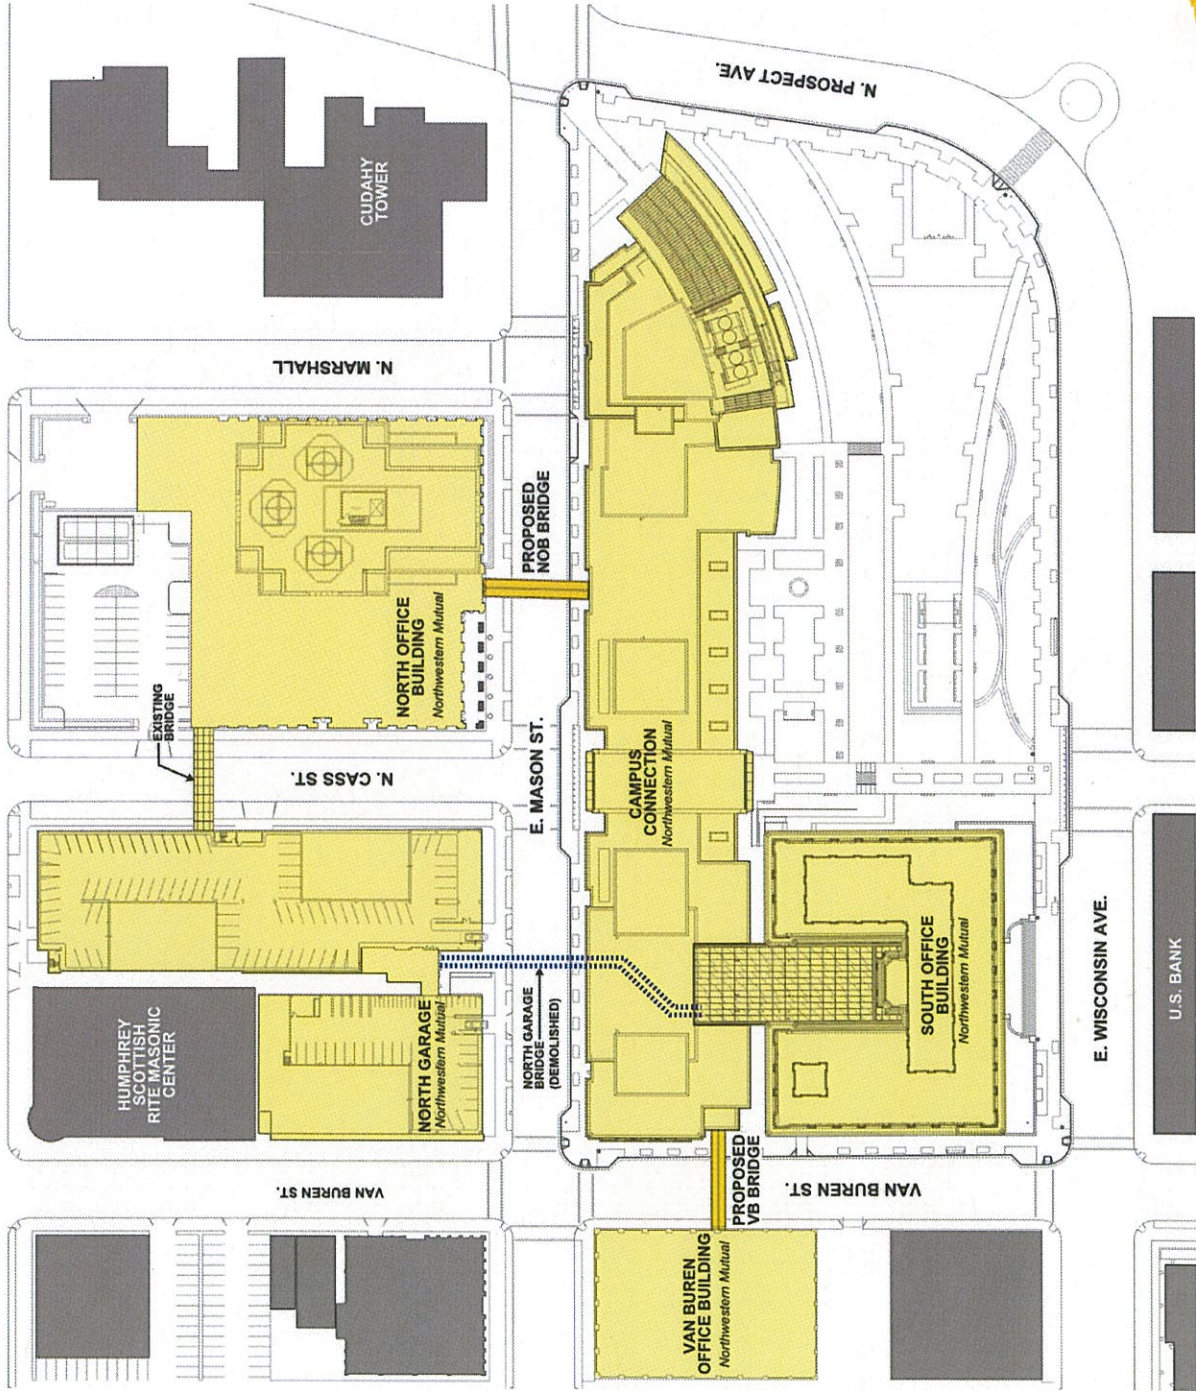 HUMPHREY
SCOTTISH
RITE MASONIC
CENTER
CUDAHY
TOWER
VAN BUREN ST.
N. CASS ST.
N. MARSHALL
N. PROSPECT AVE.
EXISTING
BRIDGE
NORTH GARAGE
Northwestern Mutual
NORTH OFFICE
BUILDING
Northwestern Mutual
E. MASON ST.
NORTH GARAGE
BRIDGE
(DEMOLISHED)
PROPOSED
NOB BRIDGE
VAN BUREN
OFFICE BUILDING
Northwestern Mutual
PROPOSED
VB BRIDGE
CAMPUS
CONNECTION
Northwestern Mutual
VAN BUREN ST.
SOUTH OFFICE
BUILDING
Northwestern Mutual
E. WISCONSIN AVE.
U.S. BANK